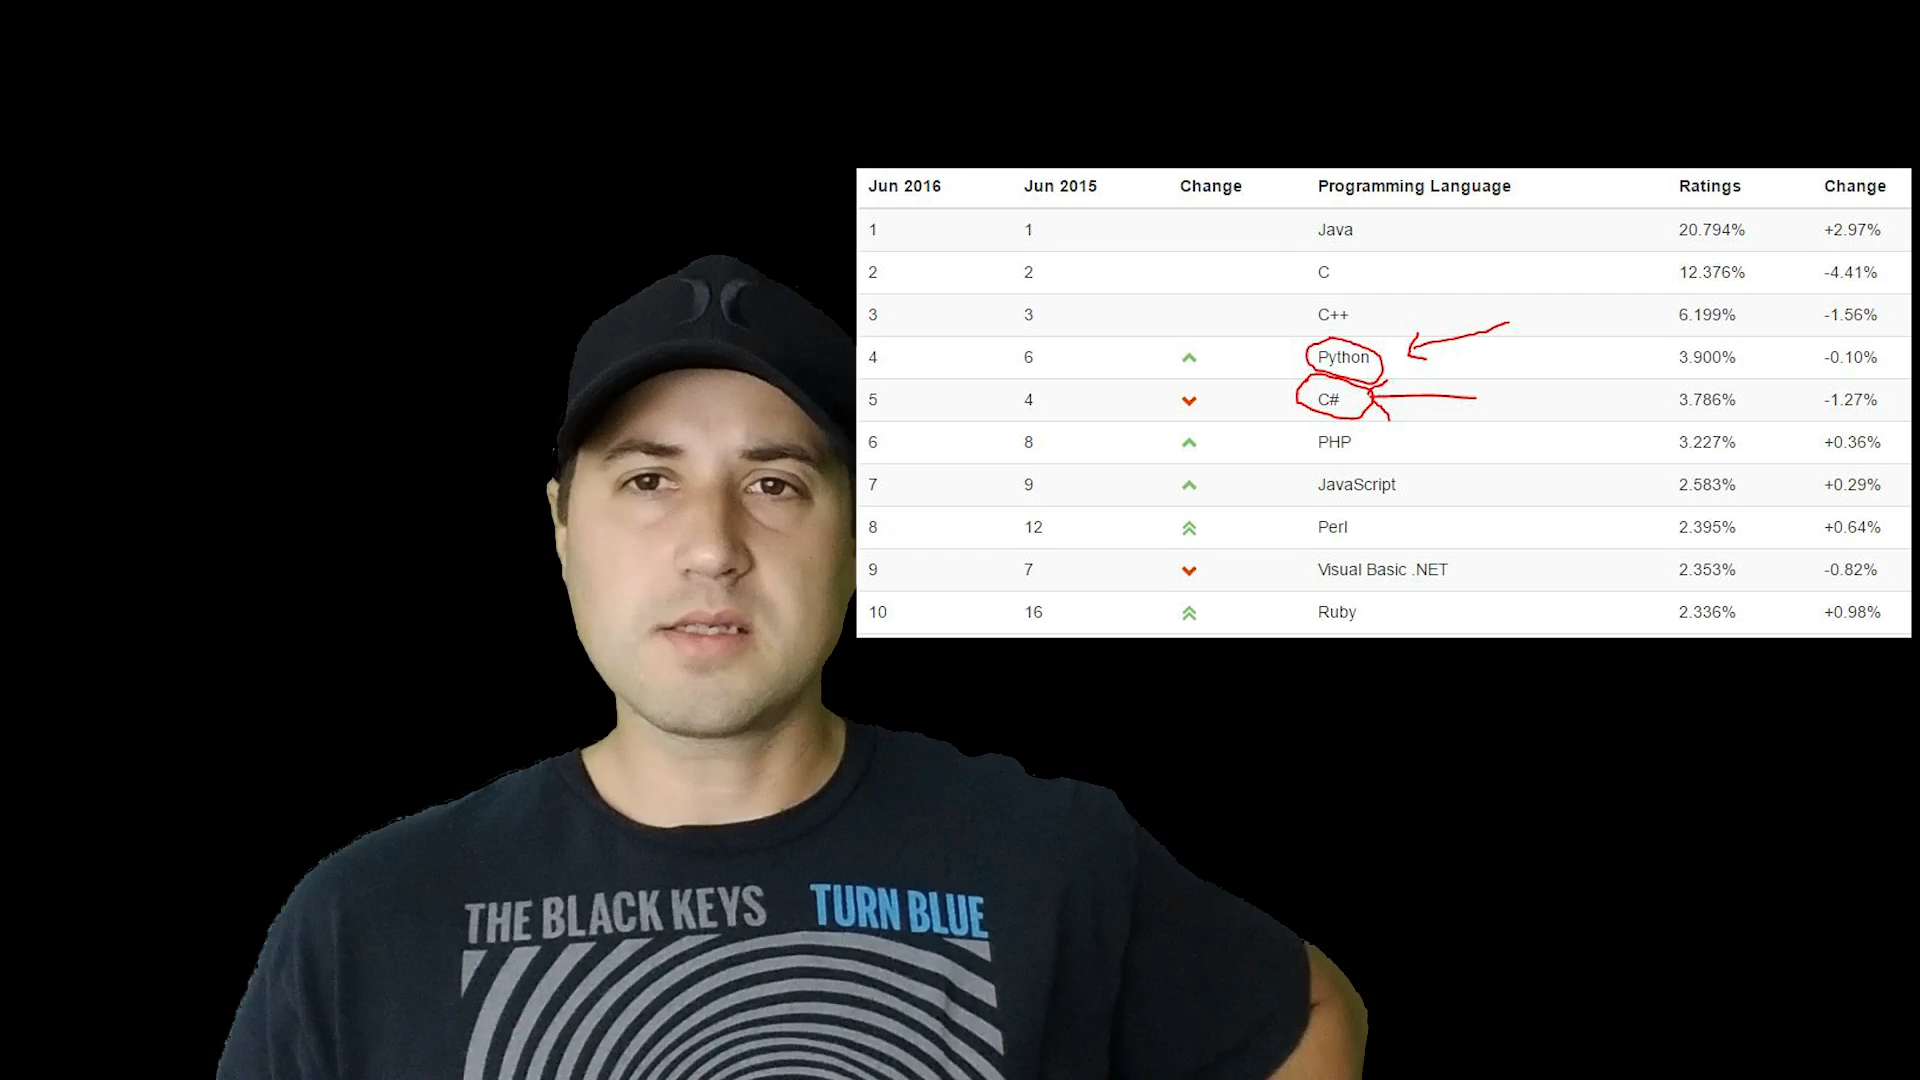 Jun 2016 Jun 2015 Change Programming Language Ratings Change
1 1 Java 20.794% +2.97%
2 2 C 12.376% -4.41%
3 3 C++ 6.199% -1.56%
4 6 Python 3.900% -0.10%
5 4 C# 3.786% -1.27%
6 8 PHP 3.227% +0.36%
7 9 JavaScript 2.583% +0.29%
8 12 Perl 2.395% +0.64%
9 7 Visual Basic .NET 2.353% -0.82%
10 16 Ruby 2.336% +0.98%
THE BLACK KEYS TURN BLUE